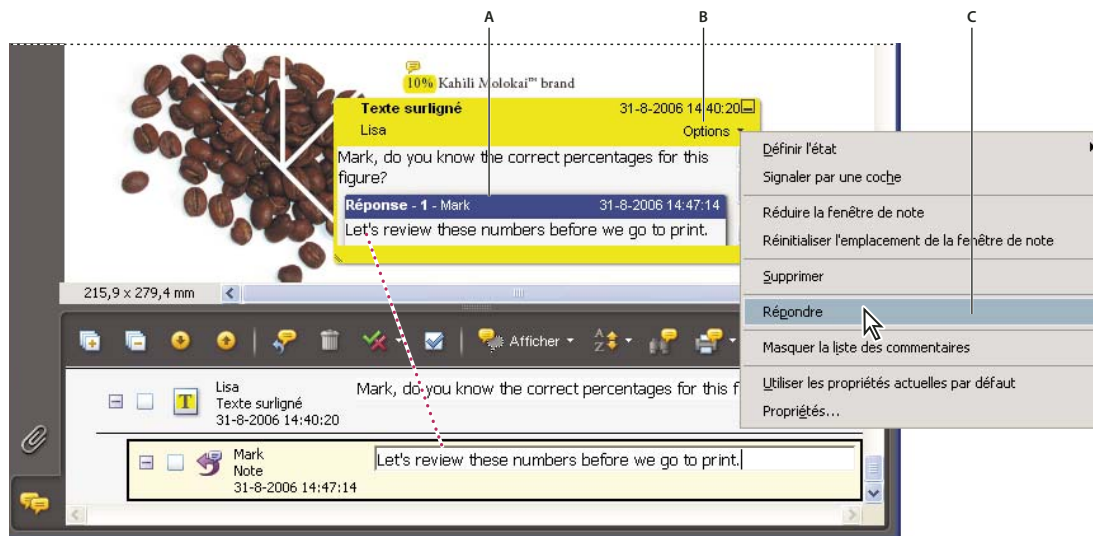 A B C
10% Kahili Molokai™ brand
Texte surligné 31-8-2006 14:40:20
Lisa Options
Mark, do you know the correct percentages for this
figure?
Réponse - 1 - Mark 31-8-2006 14:47:14
Let's review these numbers before we go to print.
Définir l'état
Signaler par une coche
Réduire la fenêtre de note
Réinitialiser l'emplacement de la fenêtre de note
Supprimer
Répondre
Masquer la liste des commentaires
Utiliser les propriétés actuelles par défaut
Propriétés...
215,9 x 279,4 mm
Afficher
A
Z
T
Lisa
Texte surligné
31-8-2006 14:40:20
Mark, do you know the correct percentages for this f
Mark
Note
31-8-2006 14:47:14
Let's review these numbers before we go to print.